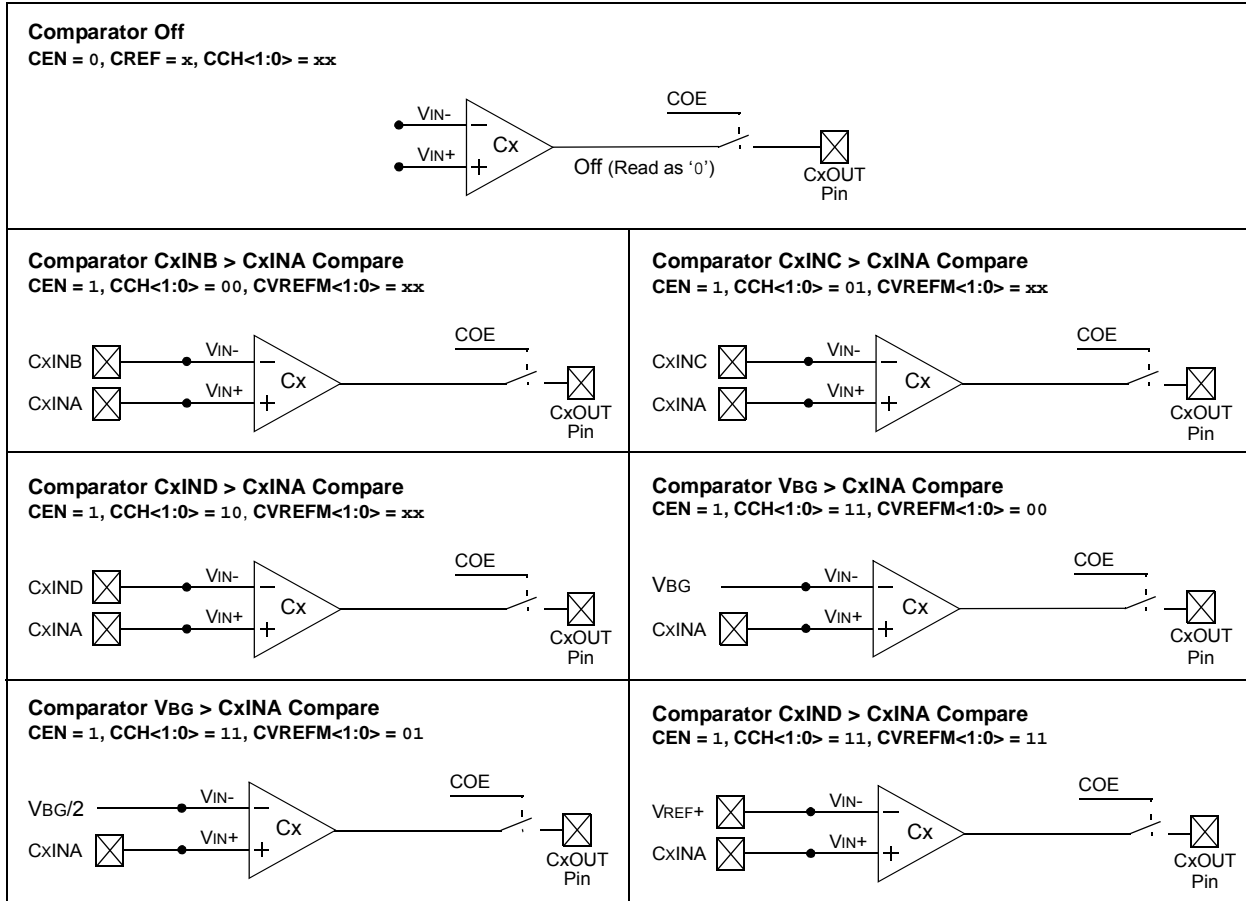 Comparator Off
CEN = 0, CREF = x, CCH<1:0> = xx
COE
VIN-
VIN+
Cx
Off (Read as ‘0’)
CxOUT
Pin
Comparator CxINB > CxINA Compare
CEN = 1, CCH<1:0> = 00, CVREFM<1:0> = xx
COE
CxINB
VIN-
CxINA
VIN+
Cx
CxOUT
Pin
Comparator CxINC > CxINA Compare
CEN = 1, CCH<1:0> = 01, CVREFM<1:0> = xx
COE
CxINC
VIN-
CxINA
VIN+
Cx
CxOUT
Pin
Comparator CxIND > CxINA Compare
CEN = 1, CCH<1:0> = 10, CVREFM<1:0> = xx
COE
CxIND
VIN-
CxINA
VIN+
Cx
CxOUT
Pin
Comparator VBG > CxINA Compare
CEN = 1, CCH<1:0> = 11, CVREFM<1:0> = 00
COE
VBG
VIN-
CxINA
VIN+
Cx
CxOUT
Pin
Comparator VBG > CxINA Compare
CEN = 1, CCH<1:0> = 11, CVREFM<1:0> = 01
COE
VBG/2
VIN-
CxINA
VIN+
Cx
CxOUT
Pin
Comparator CxIND > CxINA Compare
CEN = 1, CCH<1:0> = 11, CVREFM<1:0> = 11
COE
VREF+
VIN-
CxINA
VIN+
Cx
CxOUT
Pin